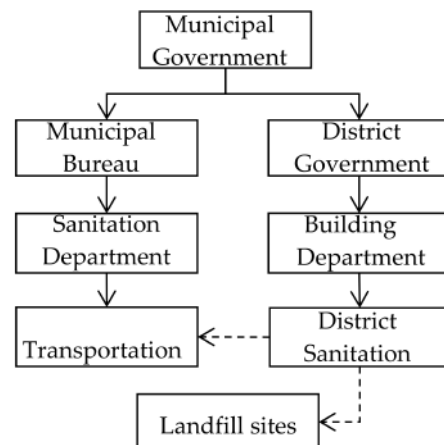 Municipal
Government
Municipal
Bureau
District
Government
Sanitation
Department
Building
Department
Transportation
District
Sanitation
Landfill sites